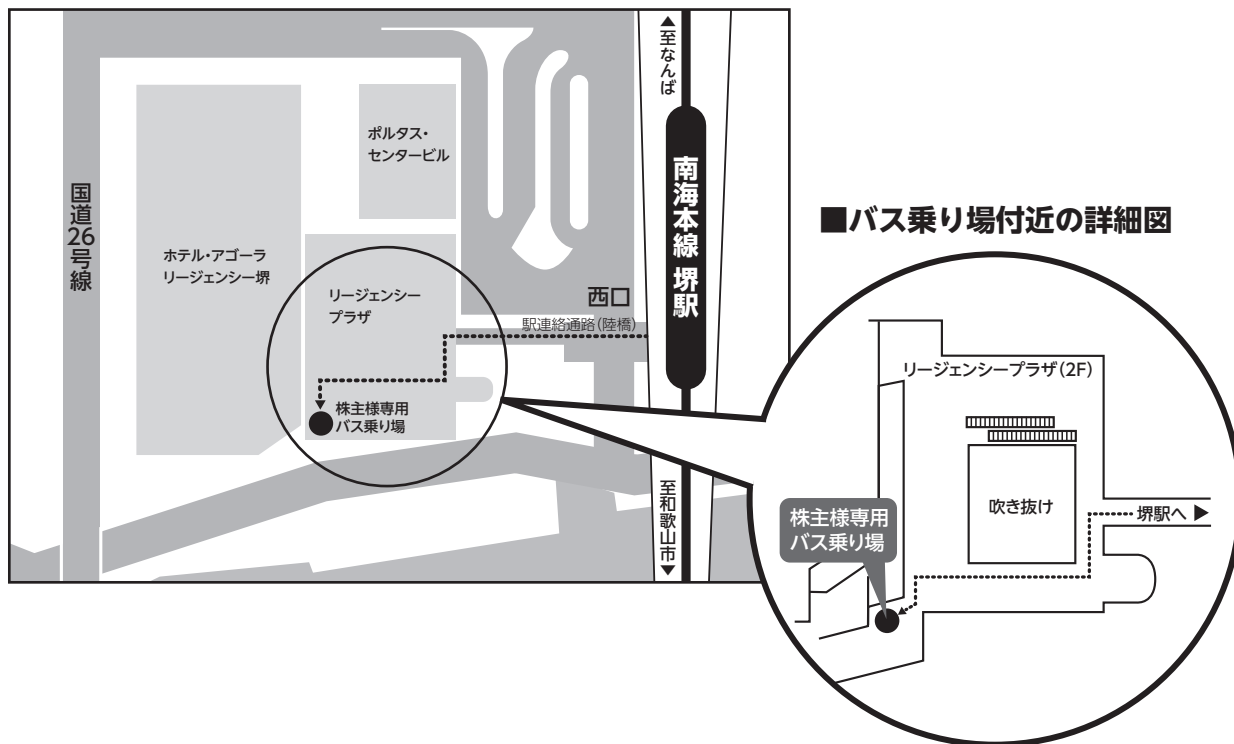 ▲至なんば
ポルタス・
センタービル
国道26号線
南海本線 堺駅
■バス乗り場付近の詳細図
ホテル・アゴーラ
リージェンシー堺
リージェンシー
プラザ
西口
駅連絡通路(陸橋)
株主様専用
バス乗り場
至和歌山市▼
リージェンシープラザ(2F)
吹き抜け
堺駅へ ▶
株主様専用
バス乗り場